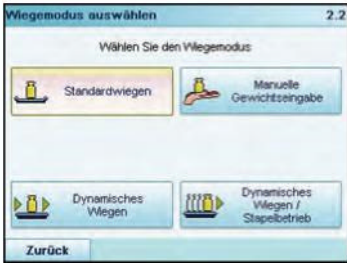 Wiegemodus auswählen 2.2
Wählen Sie den Wiegemodus
Standardwiegen
Manuelle
Gewichtseingabe
Dynamisches
Wiegen
Dynamisches
Wiegen /
Stapelbetrieb
Zurück